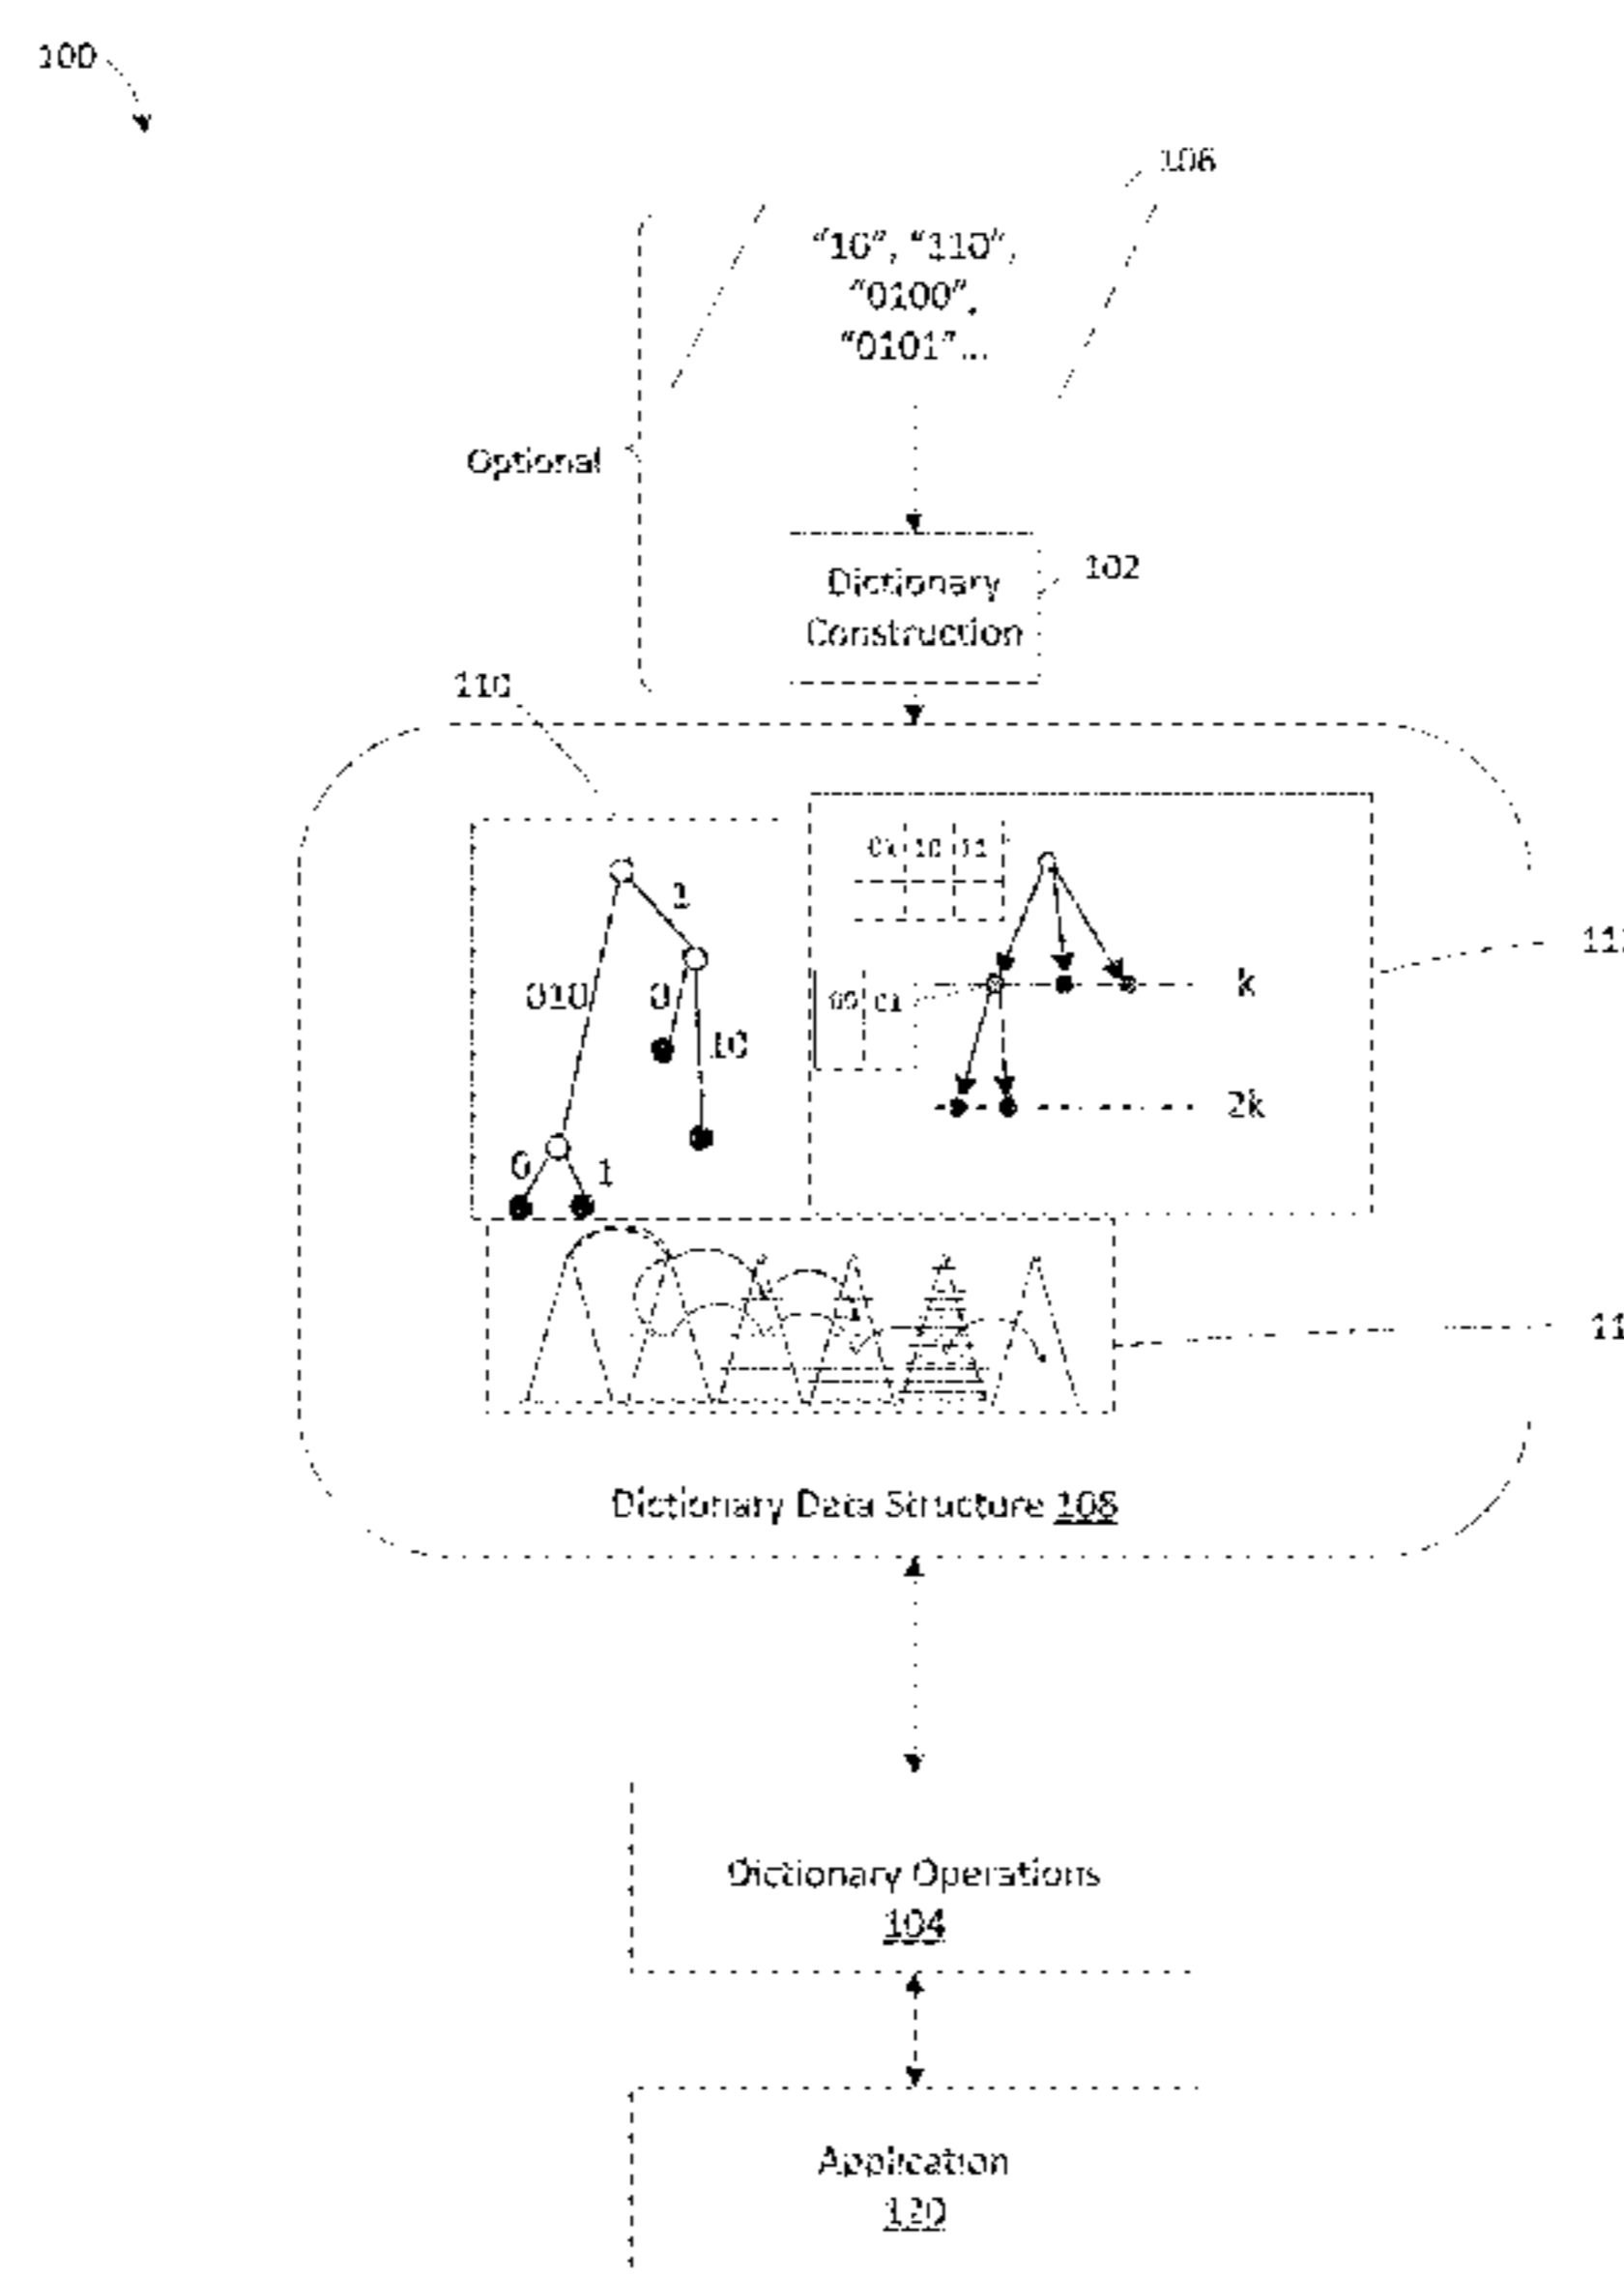 100
106
“10”, “110”,
“0100”,
“0101”...
Optional
Dictionary
Construction
102
110
1
010
0
10
0
1
01 10 11
00 01
k
2k
Dictionary Data Structure 108
Dictionary Operations
104
Application
120